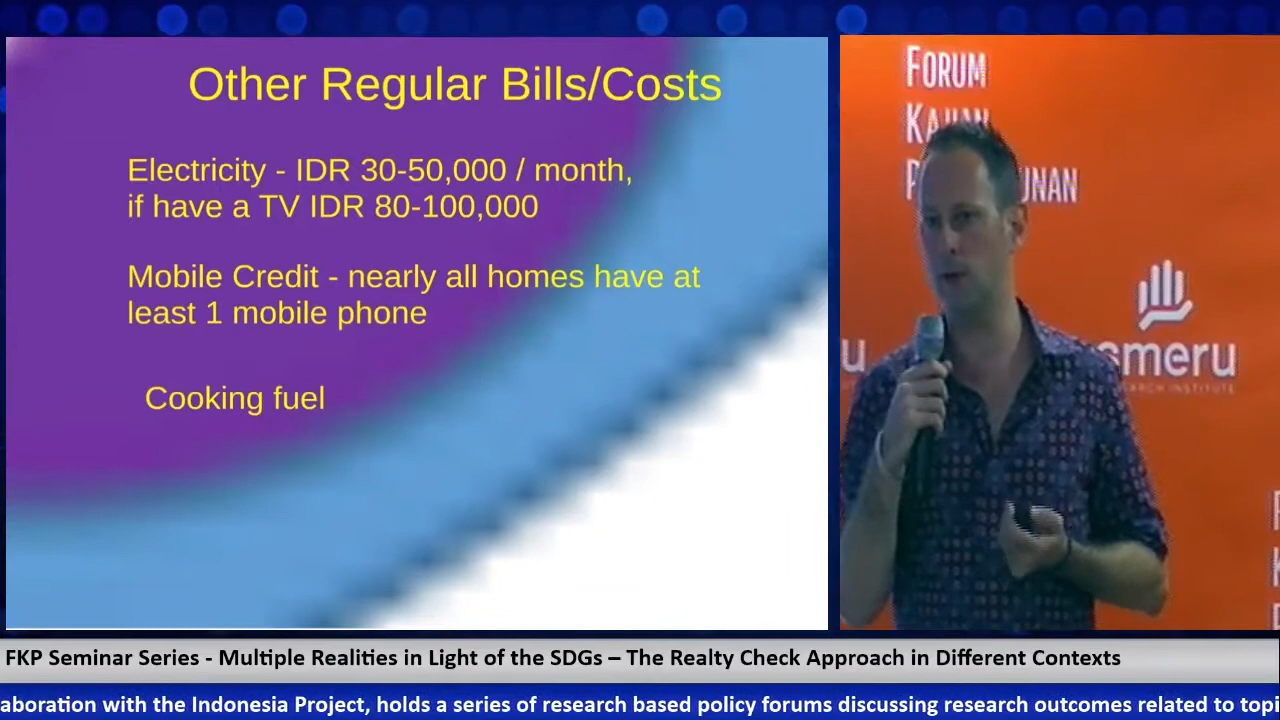 Other Regular Bills/Costs
Electricity - IDR 30-50,000 / month,
if have a TV IDR 80-100,000
Mobile Credit - nearly all homes have at
least 1 mobile phone
Cooking fuel
FORUM
UNAN
smeru
INSTITUTE
FKP Seminar Series - Multiple Realities in Light of the SDGs – The Realty Check Approach in Different Contexts
aboration with the Indonesia Project, holds a series of research based policy forums discussing research outcomes related to topi